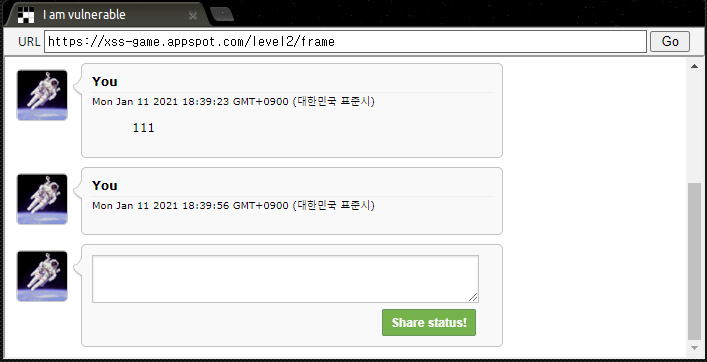 I am vulnerable
URL https://xss-game.appspot.com/level2/frame Go
You
Mon Jan 11 2021 18:39:23 GMT+0900 (대한민국 표준시)
111
You
Mon Jan 11 2021 18:39:56 GMT+0900 (대한민국 표준시)
Share status!